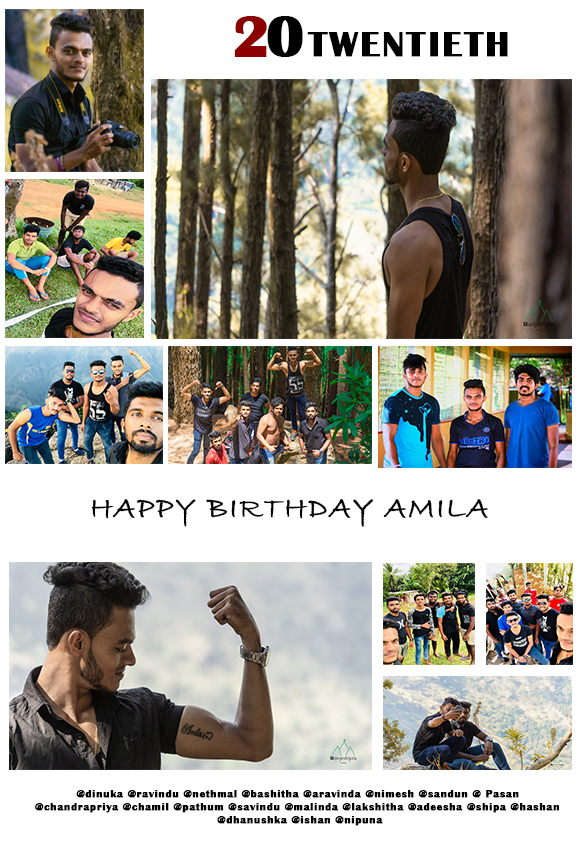 20 TWENTIETH
HAPPY BIRTHDAY AMILA
@dinuka @ravindu @nethmal @bashitha @aravinda @nimesh @sandun @ Pasan
@chandrapriya @chamil @pathum @savindu @malinda @lakshitha @adeesha @shipa @hashan
@dhanushka @ishan @nipuna